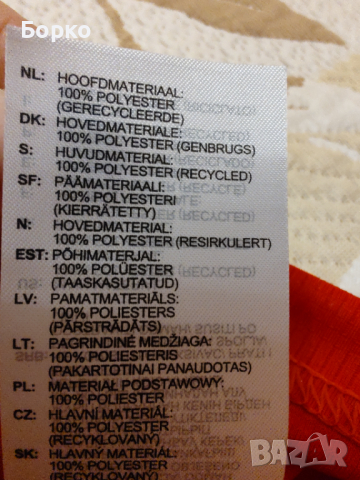 Борко
NL: HOOFDMATERIAAL:
100% POLYESTER
(GERECYCLEERDE)
DK: HOVEDMATERIALE:
100% POLYESTER (GENBRUGS)
S: HUVUDMATERIAL:
100% POLYESTER (RECYCLED)
SF: PÄÄMATERIAALI:
100% POLYESTERI
(KIERRÄTETTY)
N: HOVEDMATERIAL:
100% POLYESTER (RESIRKULERT)
EST: PÕHIMATERJAL:
100% POLÜESTER
(TAASKASUTATUD)
LV: PAMATMATERIĀLS:
100% POLIESTERS
(PĀRSTRĀDĀTS)
LT: PAGRINDINĖ MEDŽIAGA:
100% POLIESTERIS
(PAKARTOTINAI PANAUDOTAS)
PL: MATERIAŁ PODSTAWOWY:
100% POLYESTER
CZ: HLAVNÍ MATERIÁL:
100% POLYESTER
(RECYKLOVANÝ)
SK: HLAVNÝ MATERIÁL:
100% POLYESTER
(RECYKLOVANÝ)
BAZAR